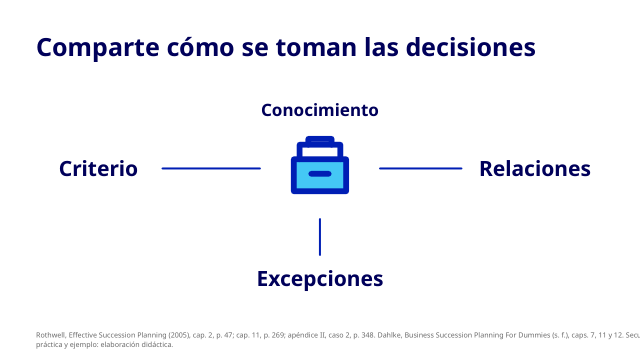 Comparte cómo se toman las decisiones
Conocimiento
Criterio
Relaciones
Excepciones
Rothwell, Effective Succession Planning (2005), cap. 2, p. 47; cap. 11, p. 269; apéndice II, caso 2, p. 348. Dahlke, Business Succession Planning For Dummies (s. f.), caps. 7, 11 y 12.
práctica y ejemplo: elaboración didáctica.